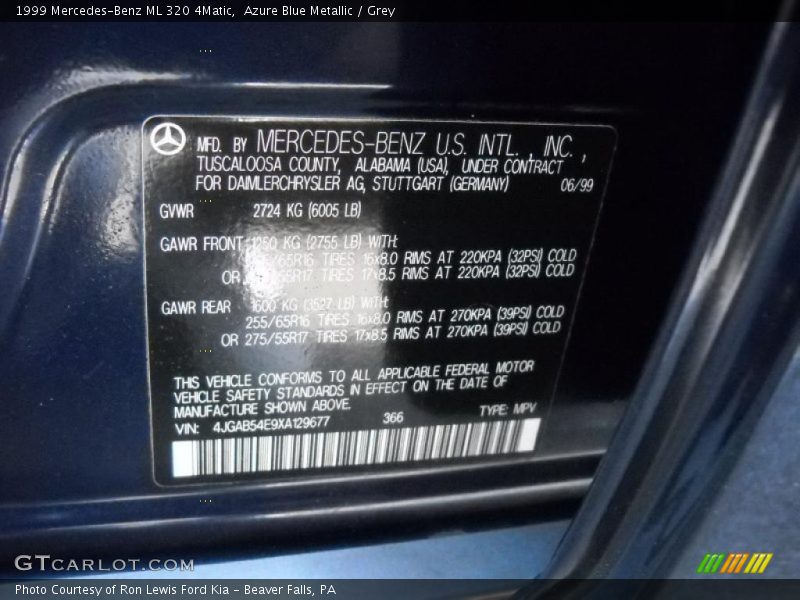 1999 Mercedes-Benz ML 320 4Matic, Azure Blue Metallic / Grey
MFD. BY MERCEDES-BENZ U.S. INTL., INC.,
TUSCALOOSA COUNTY, ALABAMA (USA), UNDER CONTRACT
FOR DAIMLERCHRYSLER AG, STUTTGART (GERMANY) 06/99
GVWR 2724 KG (6005 LB)
GAWR FRONT 1250 KG (2755 LB) WITH:
TIRES 16x8.0 RIMS AT 220KPA (32PSI) COLD
OR TIRES 17x8.5 RIMS AT 220KPA (32PSI) COLD
GAWR REAR 1600 KG (3527 LB) WITH:
255/65R16 TIRES 16x8.0 RIMS AT 270KPA (39PSI) COLD
OR 275/55R17 TIRES 17x8.5 RIMS AT 270KPA (39PSI) COLD
THIS VEHICLE CONFORMS TO ALL APPLICABLE FEDERAL MOTOR
VEHICLE SAFETY STANDARDS IN EFFECT ON THE DATE OF
MANUFACTURE SHOWN ABOVE.
VIN: 4JGAB54E9XA129677 366 TYPE: MPV
GTCARLOT.COM
Photo Courtesy of Ron Lewis Ford Kia - Beaver Falls, PA